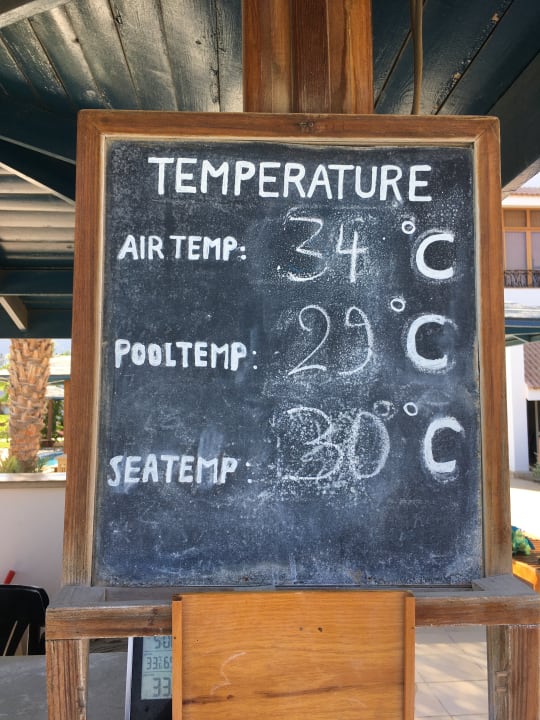 TEMPERATURE
AIR TEMP: 34 °C
POOLTEMP: 29 °C
SEATEMP: 30 °C